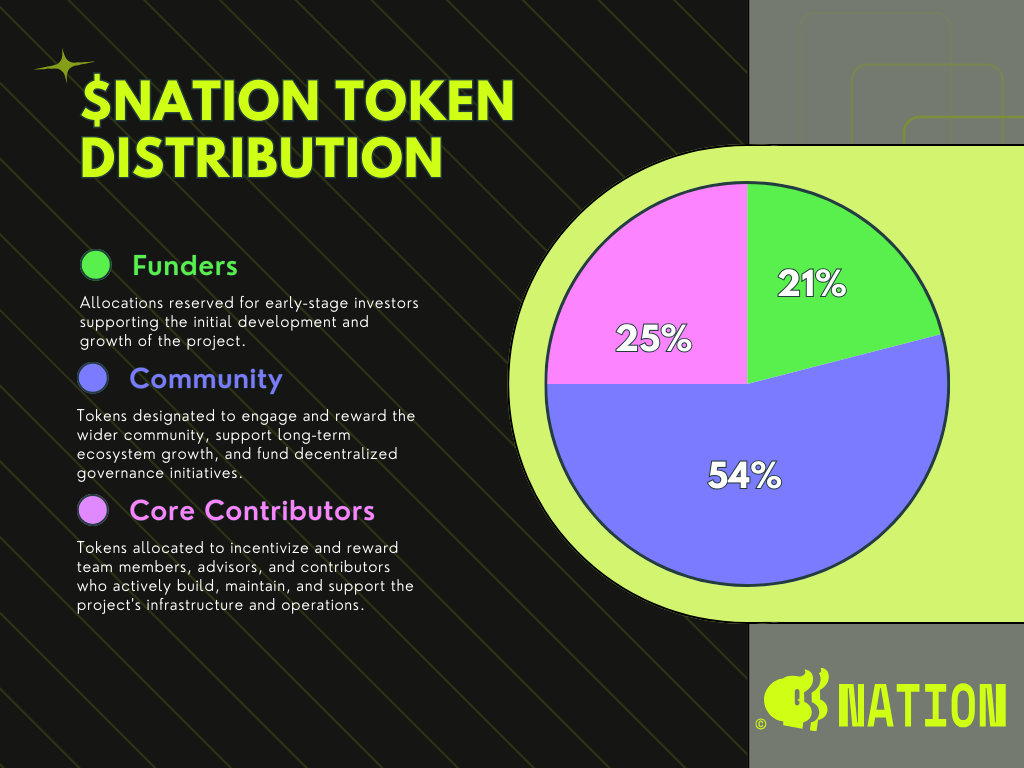 $NATION TOKEN
DISTRIBUTION
Funders
Allocations reserved for early-stage investors
supporting the initial development and
growth of the project.
Community
Tokens designated to engage and reward the
wider community, support long-term
ecosystem growth, and fund decentralized
governance initiatives.
Core Contributors
Tokens allocated to incentivize and reward
team members, advisors, and contributors
who actively build, maintain, and support the
project's infrastructure and operations.
21%
25%
54%
© NATION